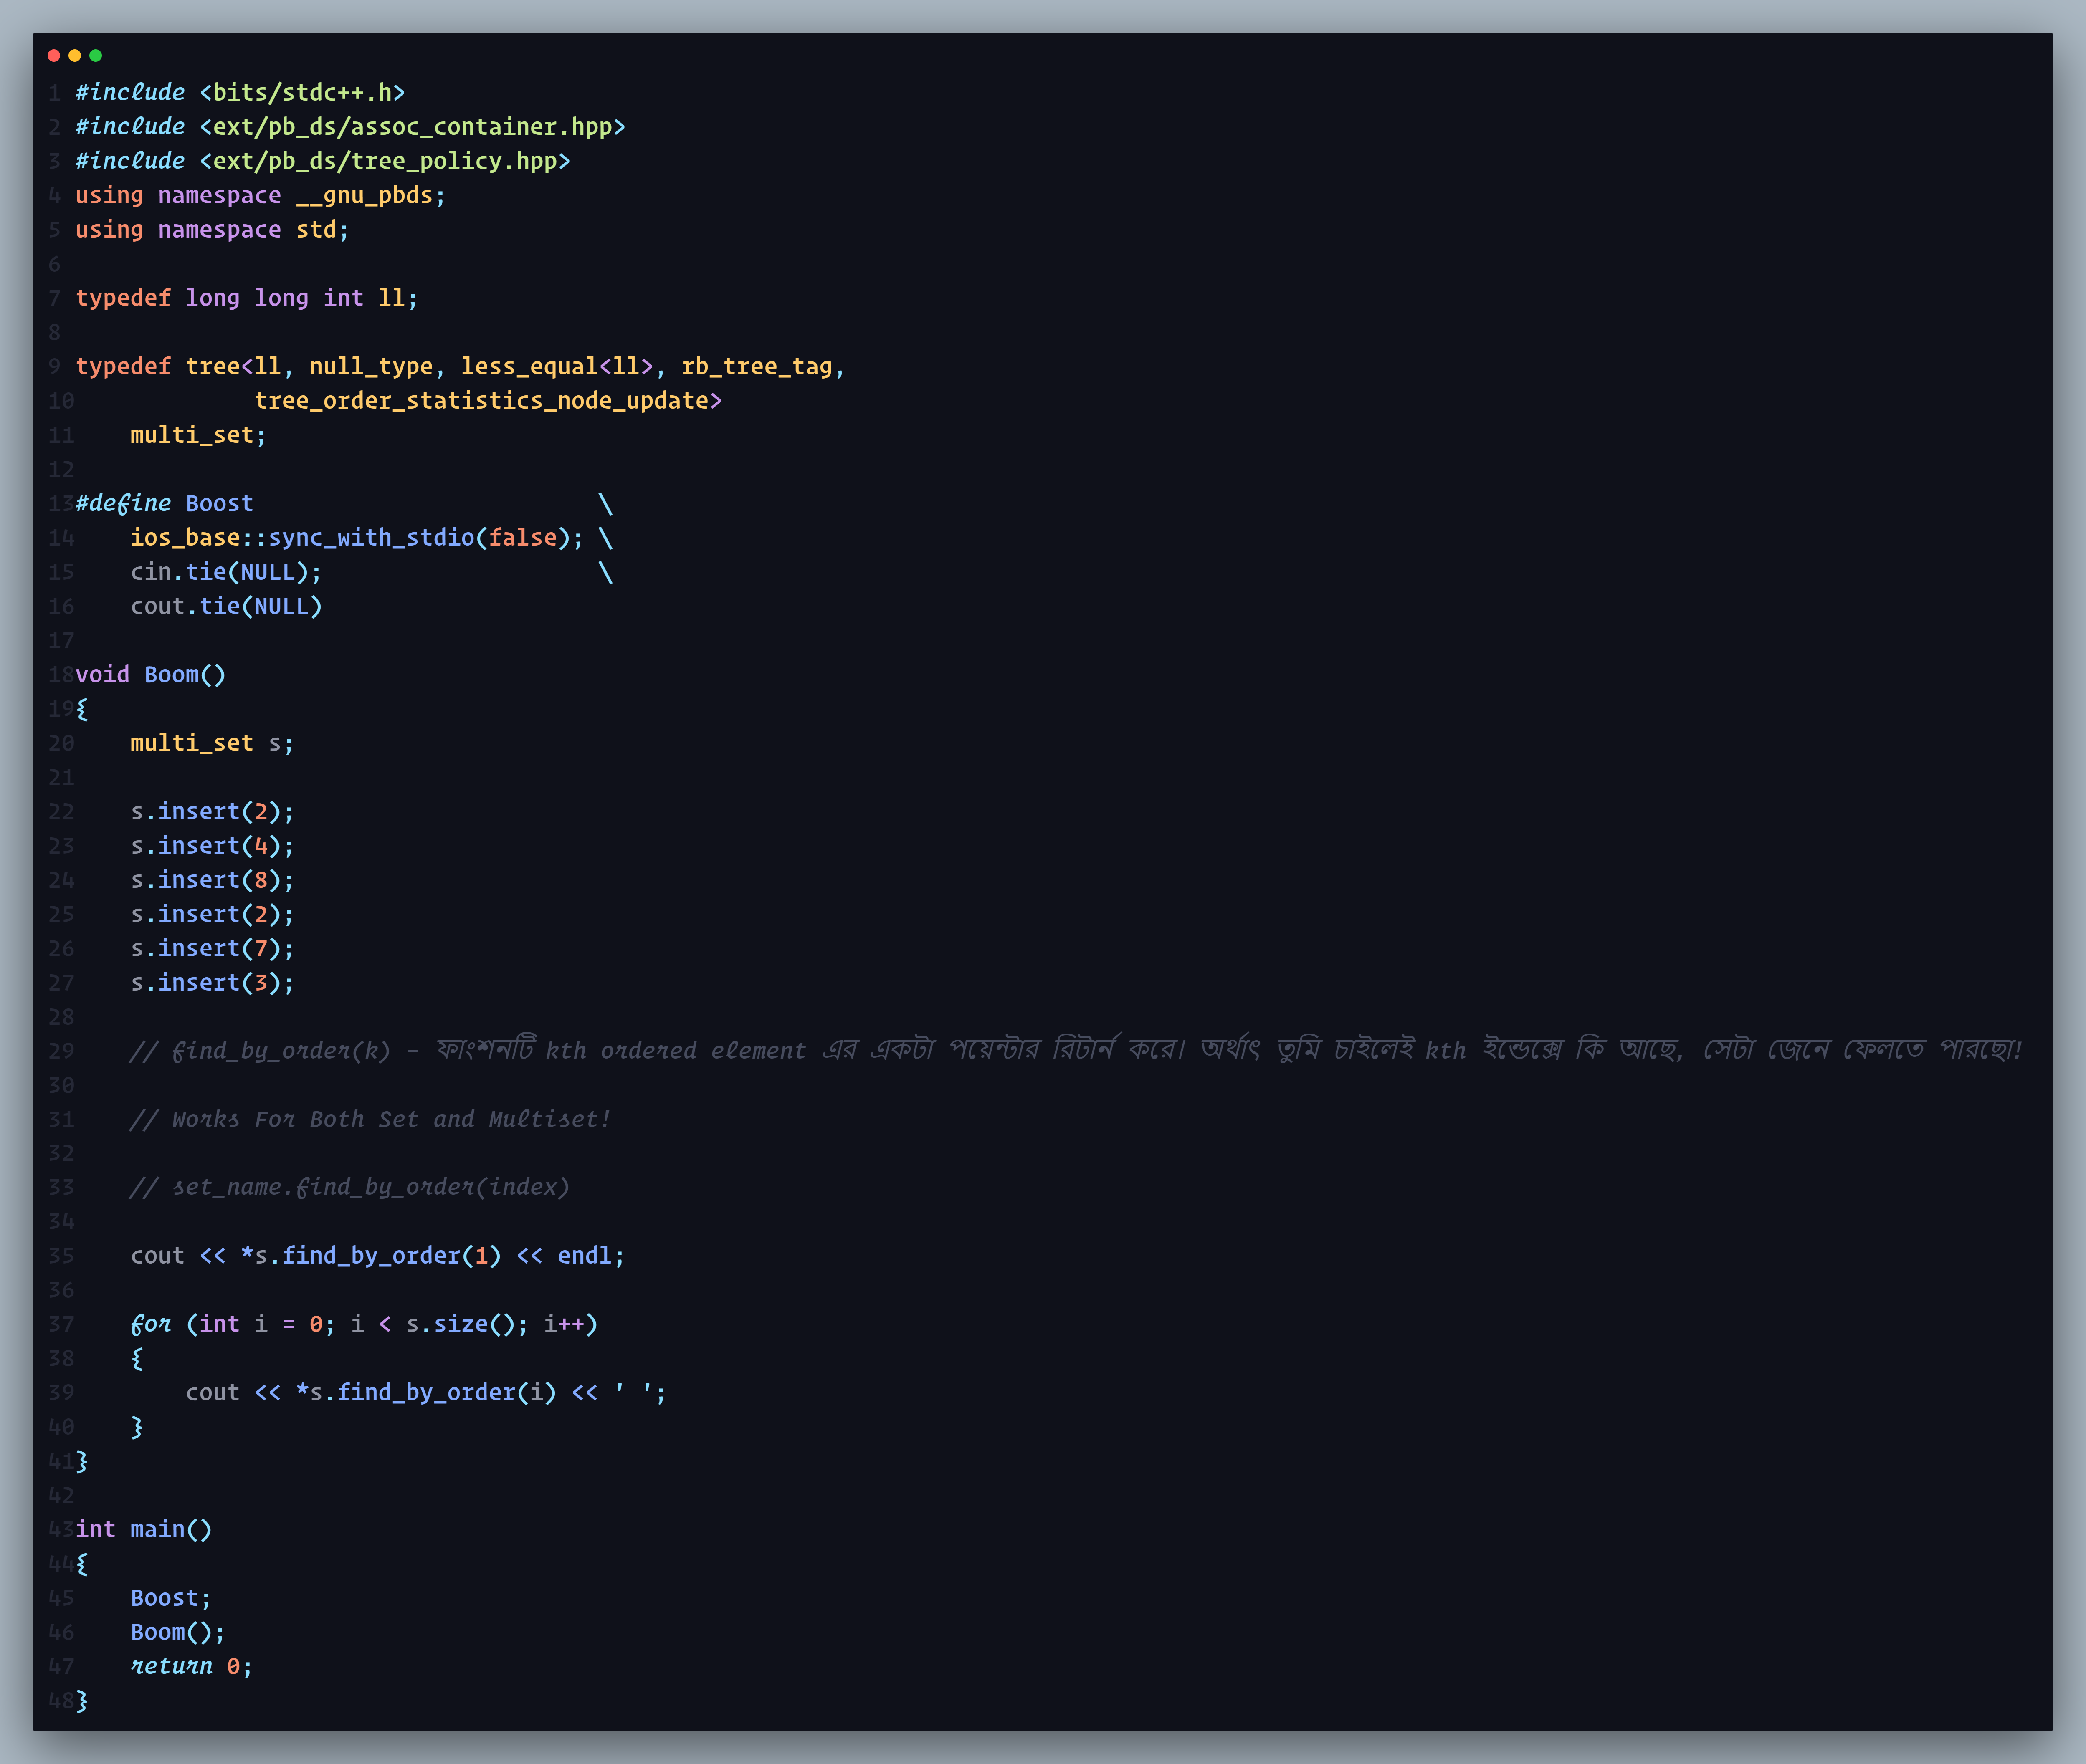 1 #include <bits/stdc++.h>
2 #include <ext/pb_ds/assoc_container.hpp>
3 #include <ext/pb_ds/tree_policy.hpp>
4 using namespace __gnu_pbds;
5 using namespace std;
6
7 typedef long long int ll;
8
9 typedef tree<ll, null_type, less_equal<ll>, rb_tree_tag,
10             tree_order_statistics_node_update>
11    multi_set;
12
13 #define Boost                         \
14    ios_base::sync_with_stdio(false); \
15    cin.tie(NULL);                    \
16    cout.tie(NULL)
17
18 void Boom()
19 {
20    multi_set s;
21
22    s.insert(2);
23    s.insert(4);
24    s.insert(8);
25    s.insert(2);
26    s.insert(7);
27    s.insert(3);
28
29    // find_by_order(k) – ফাংশনটি kth ordered element এর একটা পয়েন্টার রিটার্ন করে। অর্থাৎ তুমি চাইলেই kth ইন্ডেক্সে কি আছে, সেটা জেনে ফেলতে পারছো!
30
31    // Works For Both Set and Multiset!
32
33    // set_name.find_by_order(index)
34
35    cout << *s.find_by_order(1) << endl;
36
37    for (int i = 0; i < s.size(); i++)
38    {
39        cout << *s.find_by_order(i) << ' ';
40    }
41 }
42
43 int main()
44 {
45    Boost;
46    Boom();
47    return 0;
48 }